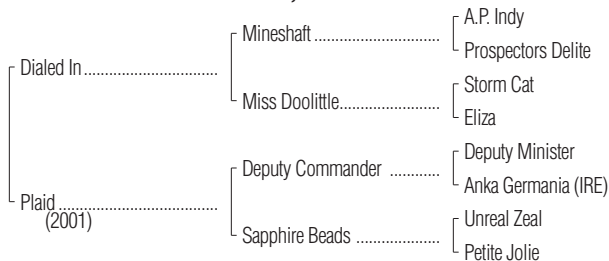 A.P. Indy
Mineshaft ........................................
Prospectors Delite
Dialed In ............................................
Storm Cat
Miss Doolittle ................................
Eliza
Deputy Minister
Deputy Commander ................
Anka Germania (IRE)
Plaid ....................................................
(2001)
Unreal Zeal
Sapphire Beads ...........................
Petite Jolie